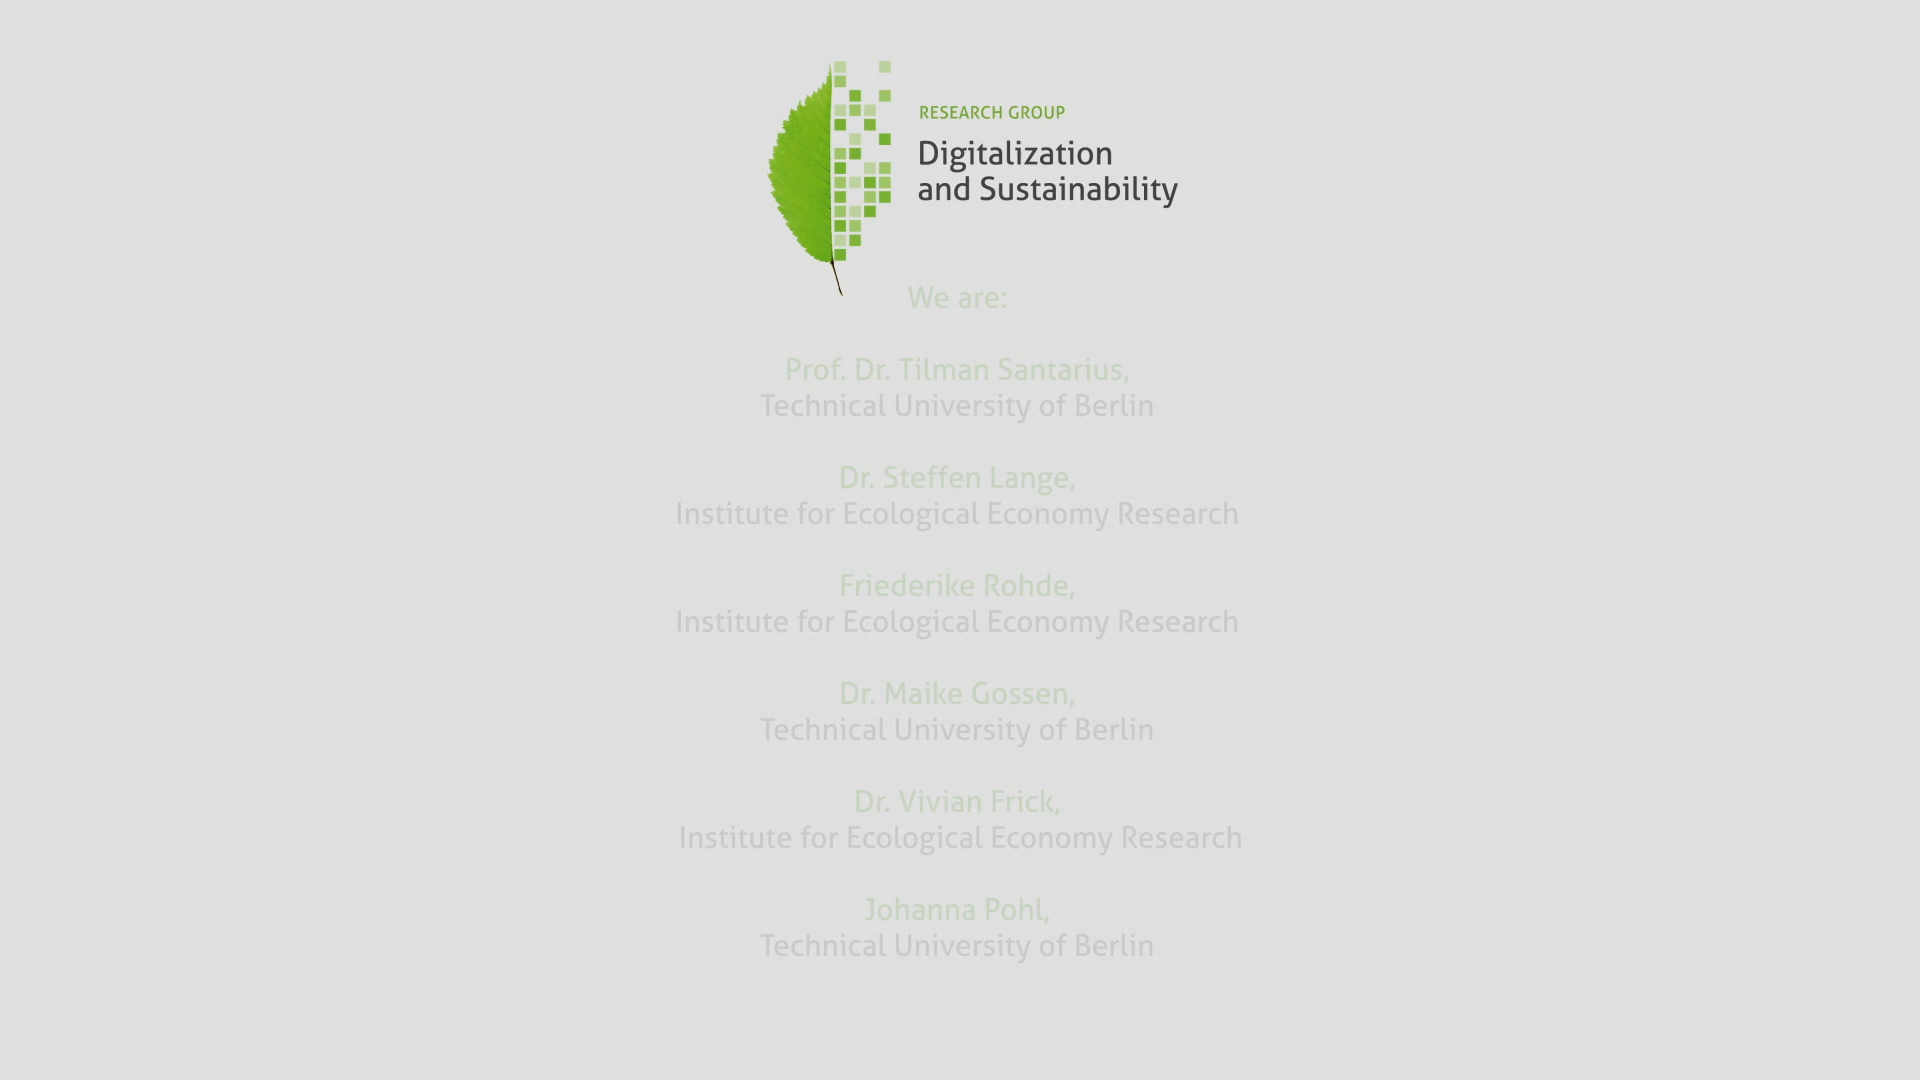 RESEARCH GROUP
Digitalization
and Sustainability
We are:
Prof. Dr. Tilman Santarius,
Technical University of Berlin
Dr. Steffen Lange,
Institute for Ecological Economy Research
Friederike Rohde,
Institute for Ecological Economy Research
Dr. Maike Gossen,
Technical University of Berlin
Dr. Vivian Frick,
Institute for Ecological Economy Research
Johanna Pohl,
Technical University of Berlin